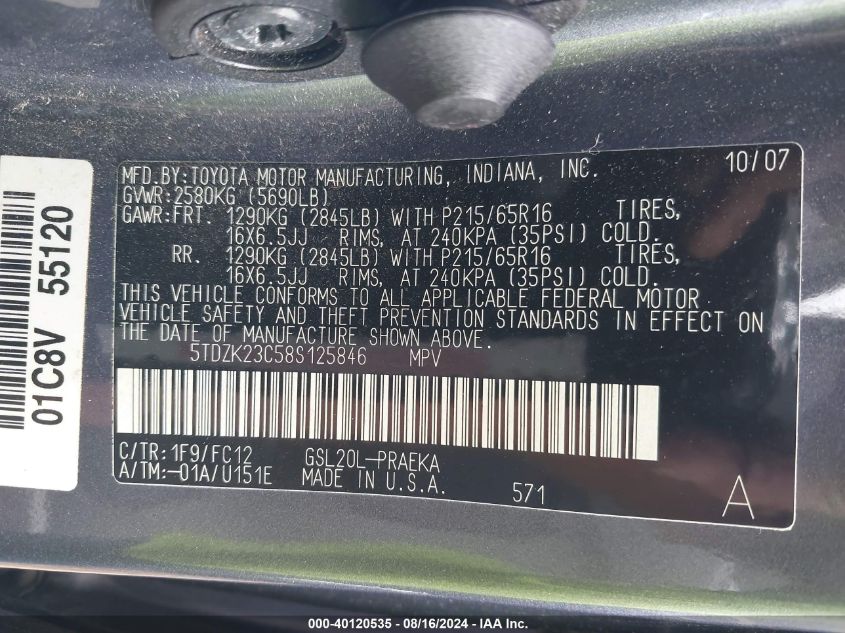 MFD.BY:TOYOTA MOTOR MANUFACTURING, INDIANA, INC. 10/07
GVWR:2580KG (5690LB)
GAWR:FRT. 1290KG (2845LB) WITH P215/65R16 TIRES,
16X6.5JJ RIMS, AT 240KPA (35PSI) COLD.
RR. 1290KG (2845LB) WITH P215/65R16 TIRES,
16X6.5JJ RIMS, AT 240KPA (35PSI) COLD.
THIS VEHICLE CONFORMS TO ALL APPLICABLE FEDERAL MOTOR
VEHICLE SAFETY AND THEFT PREVENTION STANDARDS IN EFFECT ON
THE DATE OF MANUFACTURE SHOWN ABOVE.
5TDZK23C58S125846 MPV
C/TR:1F9/FC12 GSL20L-PRAEKA
A/TM:-01A/U151E MADE IN U.S.A. 571 A
01C8V 55120
000-40120535 - 08/16/2024 - IAA Inc.